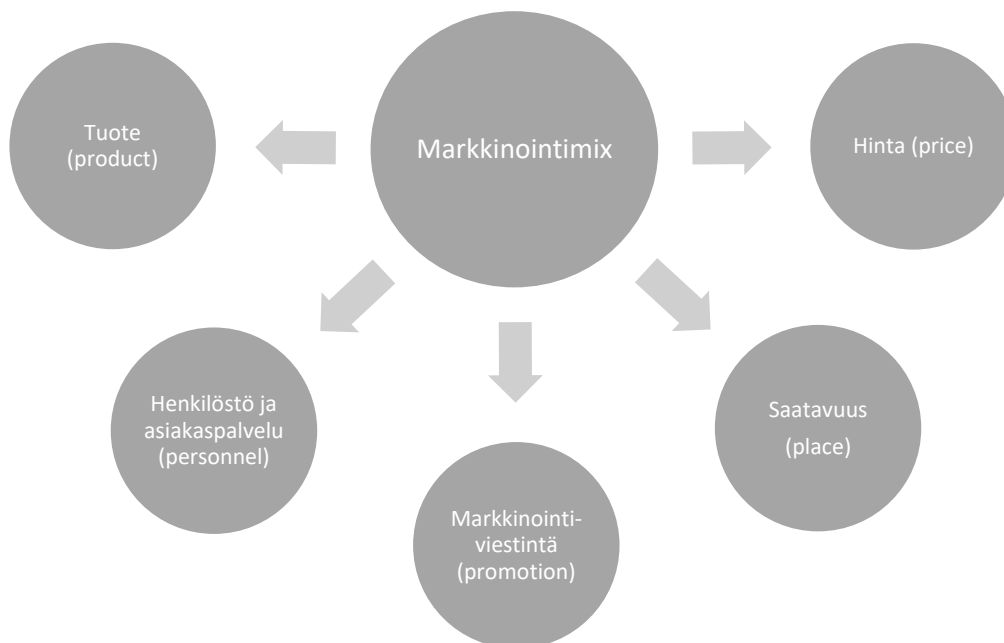 Markkinointimix
Tuote
(product)
Hinta (price)
Henkilöstö ja
asiakaspalvelu
(personnel)
Saatavuus
(place)
Markkinointi-
viestintä
(promotion)